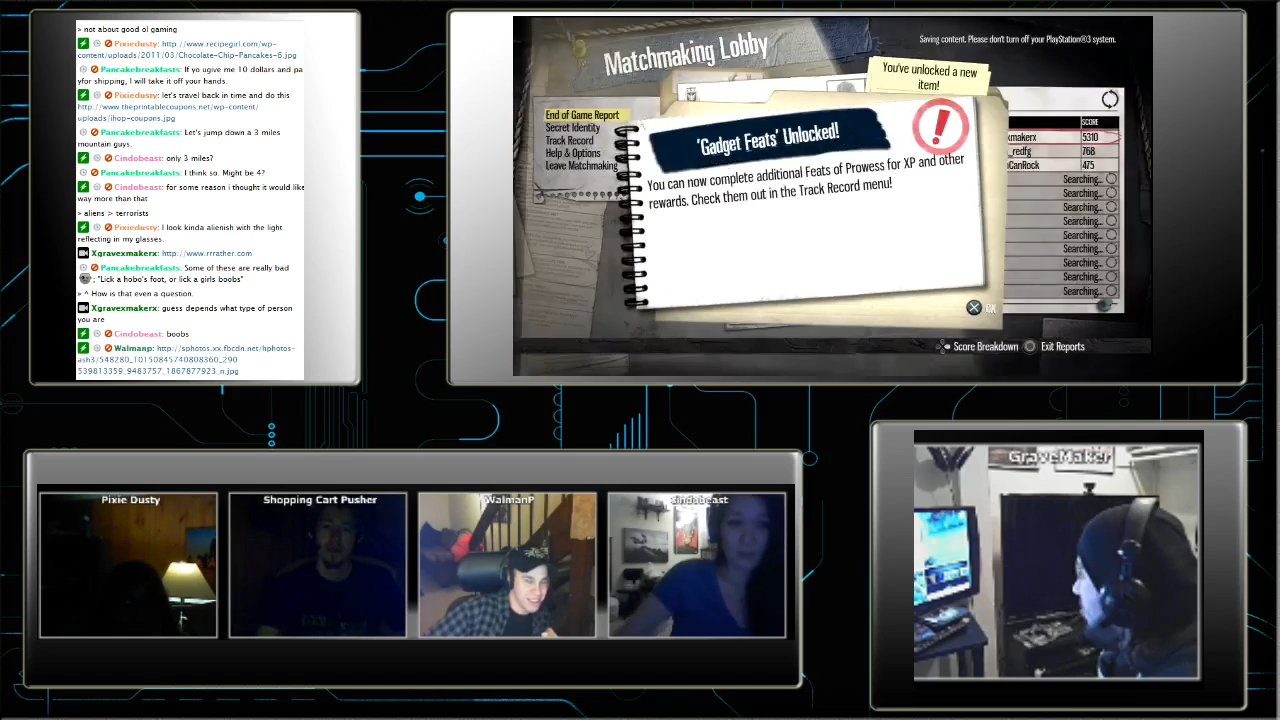 » not about good ol gaming
Pixiedusty: http://www.recipegirl.com/wp-
content/uploads/2011/03/Chocolate-Chip-Pancakes-6.jpg
Pancakebreakfasts: If yo ugive me 10 dollars and pa
yfor shipping, I will take it off your hands.
Pixiedusty: let's travel back in time and do this
http://www.theprintablecoupons.net/wp-content/
uploads/ihop-coupons.jpg
Pancakebreakfasts: Let's jump down a 3 miles
mountain guys.
Cindobeast: only 3 miles?
Pancakebreakfasts: I think so. Might be 4?
Cindobeast: for some reason i thought it would like
way more than that
» aliens > terrorists
Pixiedusty: I look kinda alienish with the light
reflecting in my glasses.
Xgravexmakerx: http://www.rrrather.com
Pancakebreakfasts: Some of these are really bad
: "Lick a hobo's foot, or lick a girls boobs"
» ^ How is that even a question.
Xgravexmakerx: guess depends what type of person
you are
Cindobeast: boobs
Walmanp: http://sphotos.xx.fbcdn.net/hphotos-
ash3/548280_10150845740808360_290
539813359_9483757_1867877923_n.jpg
Matchmaking Lobby
Saving content. Please don't turn off your PlayStation®3 system.
You've unlocked a new
item!
End of Game Report
Secret Identity
Track Record
Help & Options
Leave Matchmaking
'Gadget Feats' Unlocked!
You can now complete additional Feats of Prowess for XP and other
rewards. Check them out in the Track Record menu!
OK
SCORE
kmakerx 5310
_redfg 768
CanRock 475
Searching...
Searching...
Searching...
Searching...
Searching...
Searching...
Searching...
Searching...
Searching...
Score Breakdown Exit Reports
Pixie Dusty
Shopping Cart Pusher
WalmanP
GraveMaker